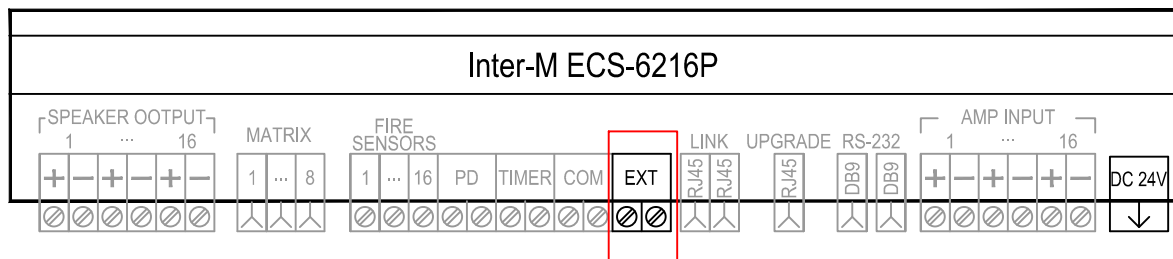 Inter-M ECS-6216P
SPEAKER OOTPUT
1 ... 16
MATRIX
FIRE
SENSORS
LINK
UPGRADE
RS-232
AMP INPUT
1 ... 16
+ − + − + −
1 ... 8
1 ... 16
PD
TIMER
COM
EXT
RJ45
RJ45
RJ45
DB9
DB9
+ − + − + −
DC 24V